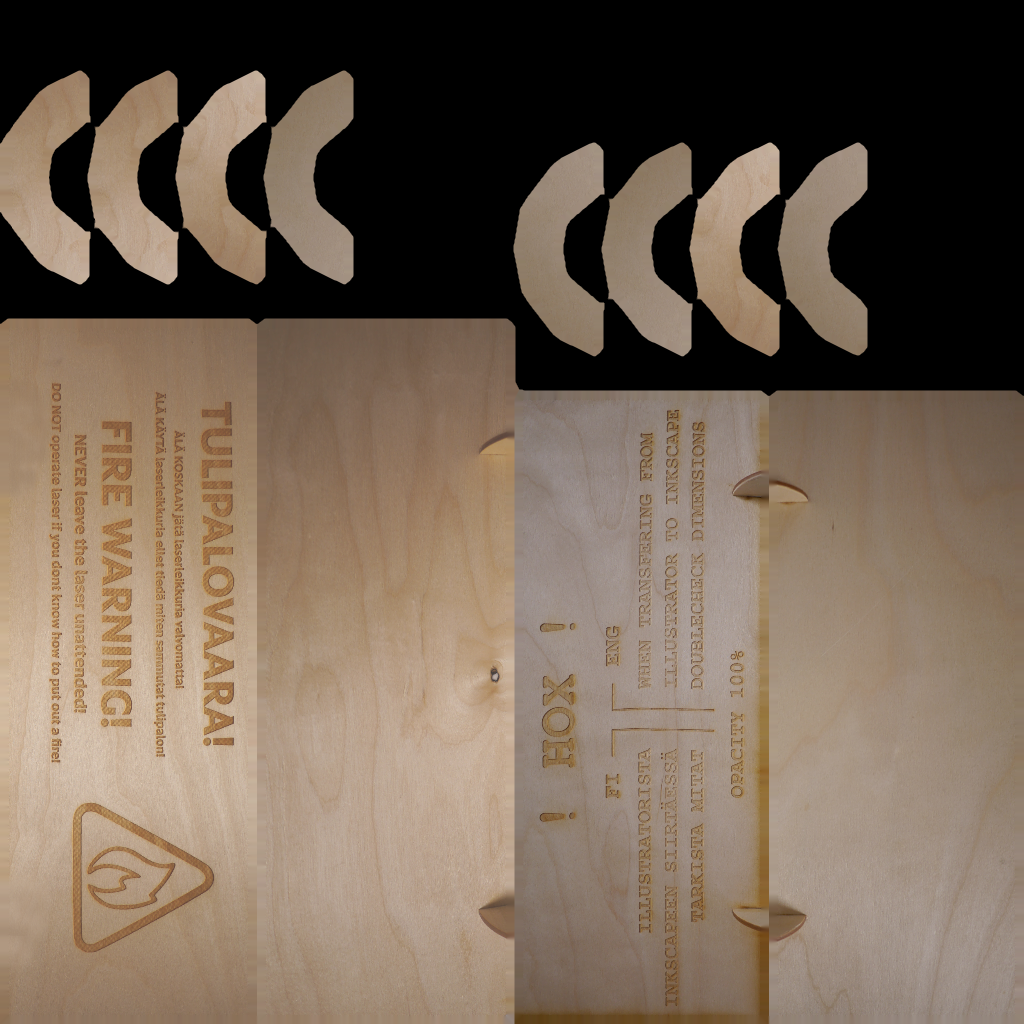 TULIPALOVAARA!
ÄLÄ KOSKAAN jätä laserleikkuria valvomatta!
ÄLÄ KÄYTÄ laserleikkuria ellet tiedä miten sammutat tulipalon!
FIRE WARNING!
NEVER leave the laser unattended!
DO NOT operate laser if you dont know how to put out a fire!
! HOX !
FI
ENG
ILLUSTRATORISTA
INKSCAPEEN SIIRTÄESSÄ
TARKISTA MITAT
WHEN TRANSFERING FROM
ILLUSTRATOR TO INKSCAPE
DOUBLECHECK DIMENSIONS
OPACITY 100%